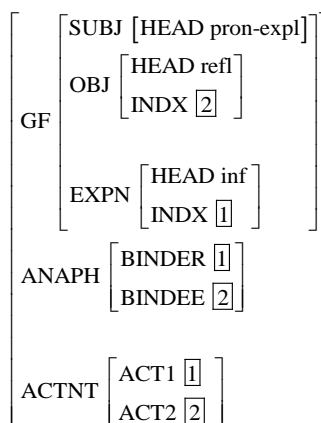 SUBJ [HEAD pron-expl]
OBJ [HEAD refl
INDX 2]
GF
EXPN [HEAD inf
INDX 1]
ANAPH [BINDER 1
BINDEE 2]
ACTNT [ACT1 1
ACT2 2]